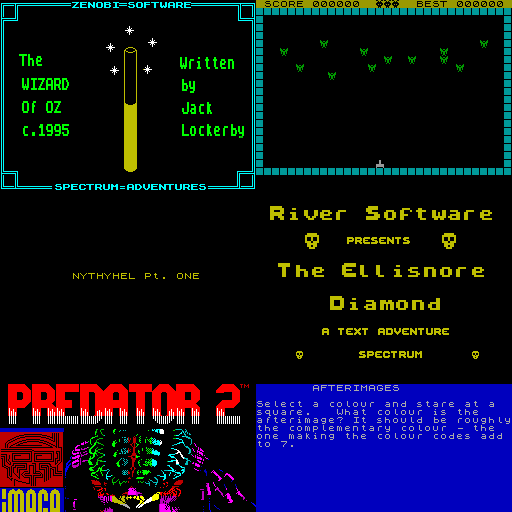 ZENOBI=SOFTWARE
The
WIZARD
Of OZ
c.1995
Written
by
Jack
Lockerby
SPECTRUM=ADVENTURES
SCORE 000000 BEST 000000
NYTHYHEL Pt. ONE
River Software
PRESENTS
The Ellisnore
Diamond
A TEXT ADVENTURE
SPECTRUM
PREDATOR 2™
iMAGE
AFTERIMAGES
Select a colour and stare at a
square. What colour is the
afterimage? It should be roughly
the complementary colour - the
one making the colour codes add
to 7.